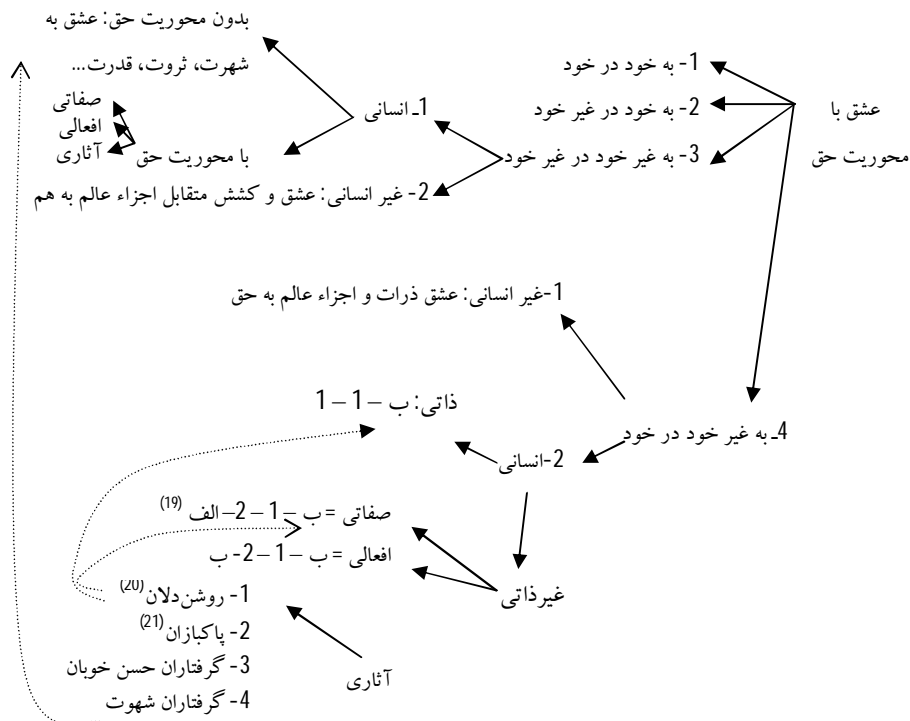 عشق با
محوریت حق
1- به خود در خود
2- به خود در غیر خود
3- به غیر خود در غیر خود
1ـ انسانی
بدون محوریت حق: عشق به
شهرت، ثروت، قدرت...
با محوریت حق
صفاتی
افعالی
آثاری
2- غیر انسانی: عشق و کشش متقابل اجزاء عالم به هم
4ـ به غیر خود در خود
1-غیر انسانی: عشق ذرات و اجزاء عالم به حق
2-انسانی
ذاتی: ب – 1 – 1
غیرذاتی
صفاتی = ب – 1 – 2– الف (19)
افعالی = ب – 1 – 2- ب
آثاری
1- روشن‌دلان (20)
2- پاکبازان (21)
3- گرفتاران حسن خوبان
4- گرفتاران شهوت